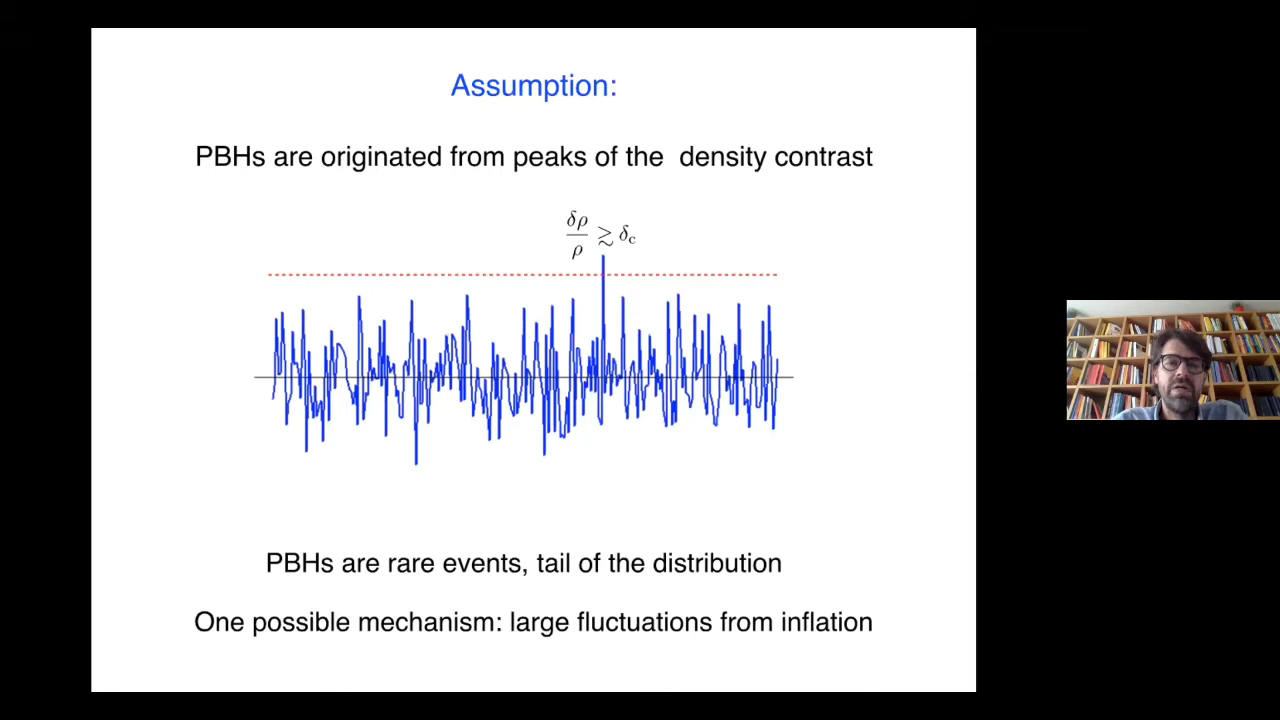 Assumption:
PBHs are originated from peaks of the density contrast
δρ
ρ
≳ δc
PBHs are rare events, tail of the distribution
One possible mechanism: large fluctuations from inflation